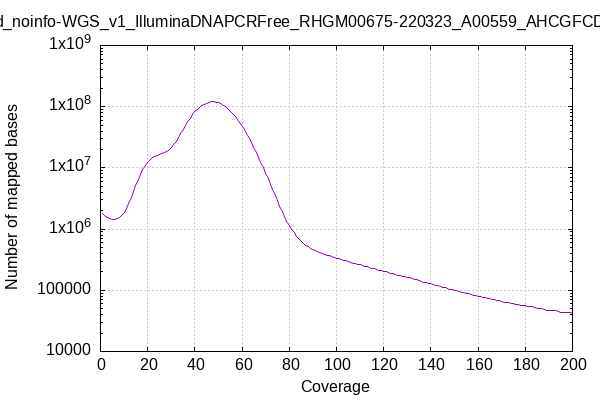 d_noinfo-WGS_v1_IlluminaDNAPCRFree_RHGM00675-220323_A00559_AHCGFCD
1x10⁹
1x10⁸
1x10⁷
1x10⁶
100000
10000
Number of mapped bases
0 20 40 60 80 100 120 140 160 180 200
Coverage